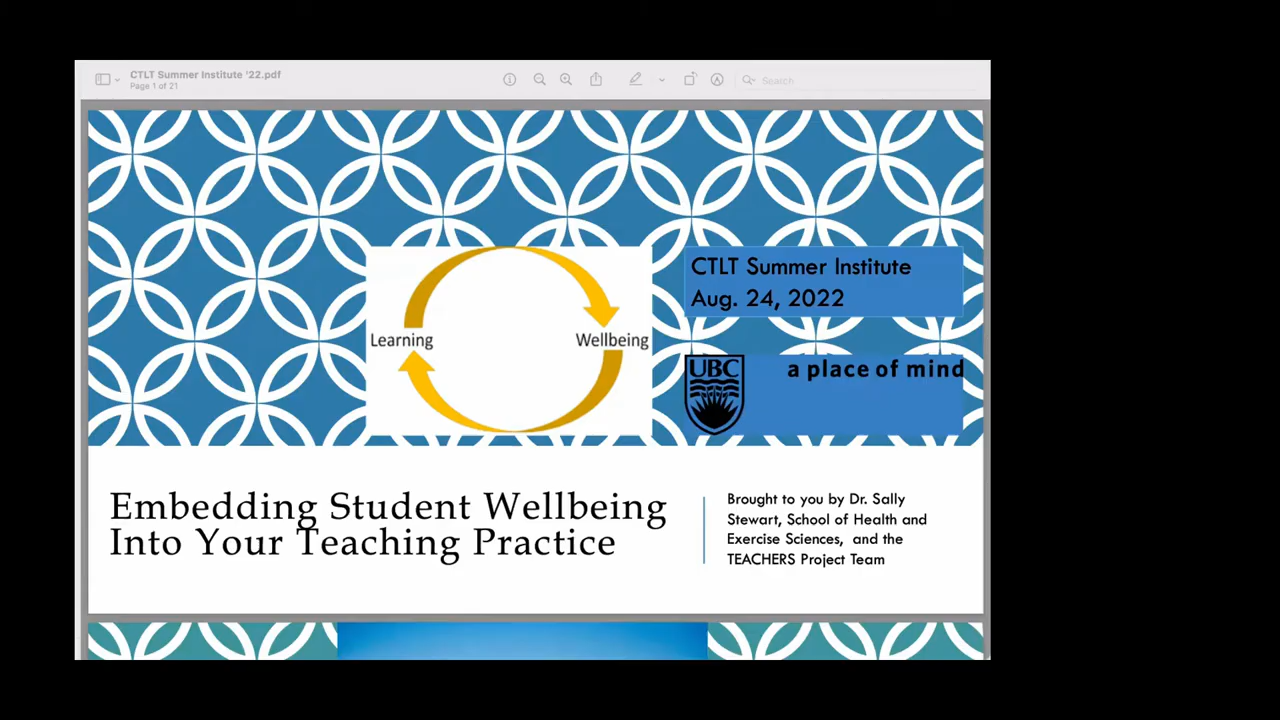 CTLT Summer Institute '22.pdf
Page 1 of 21
Search
CTLT Summer Institute
Aug. 24, 2022
Learning
Wellbeing
UBC
a place of mind
Embedding Student Wellbeing
Into Your Teaching Practice
Brought to you by Dr. Sally
Stewart, School of Health and
Exercise Sciences, and the
TEACHERS Project Team